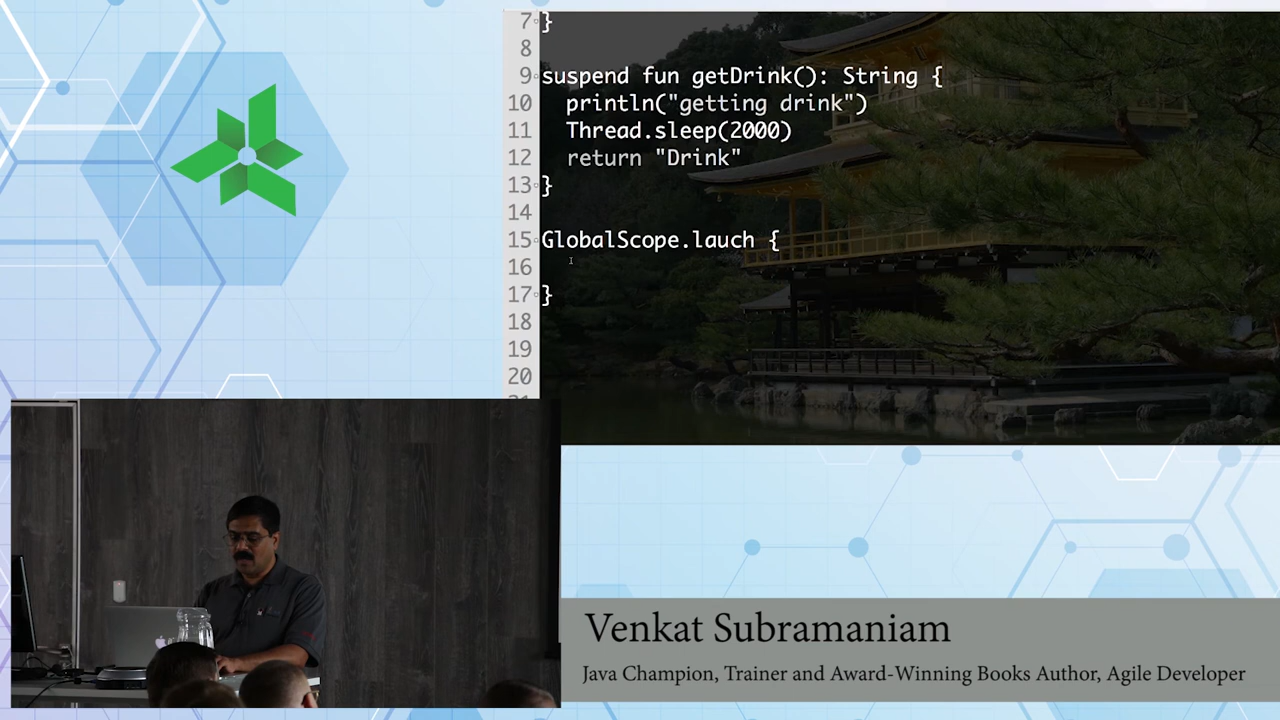 7 }
8
9 suspend fun getDrink(): String {
10 println("getting drink")
11 Thread.sleep(2000)
12 return "Drink"
13 }
14
15 GlobalScope.lauch {
16
17 }
18
19
20
Venkat Subramaniam
Java Champion, Trainer and Award-Winning Books Author, Agile Developer